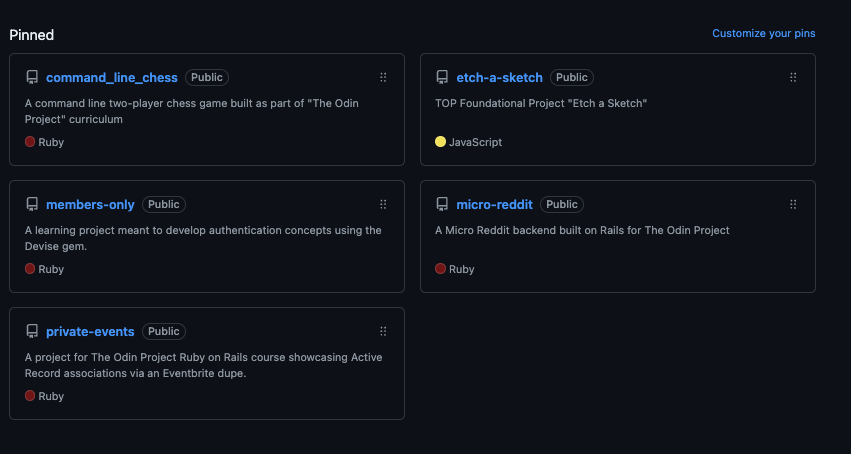 Pinned
Customize your pins
command_line_chess Public
A command line two-player chess game built as part of "The Odin
Project" curriculum
Ruby
etch-a-sketch Public
TOP Foundational Project "Etch a Sketch"
JavaScript
members-only Public
A learning project meant to develop authentication concepts using the
Devise gem.
Ruby
micro-reddit Public
A Micro Reddit backend built on Rails for The Odin Project
Ruby
private-events Public
A project for The Odin Project Ruby on Rails course showcasing Active
Record associations via an Eventbrite dupe.
Ruby